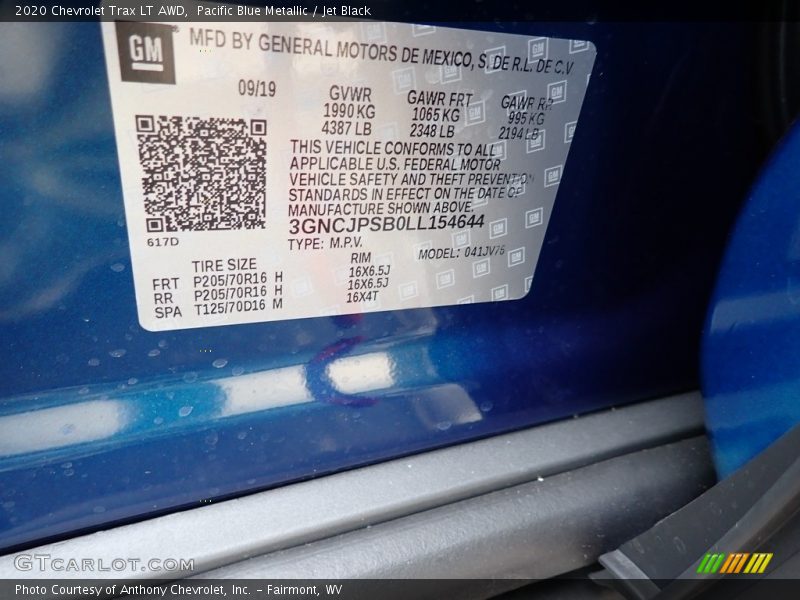 2020 Chevrolet Trax LT AWD,  Pacific Blue Metallic / Jet Black
GM
MFD BY GENERAL MOTORS DE MEXICO, S. DE R.L. DE C.V
09/19
GVWR GAWR FRT GAWR RR
1990 KG 1065 KG 995 KG
4387 LB 2348 LB 2194 LB
THIS VEHICLE CONFORMS TO ALL
APPLICABLE U.S. FEDERAL MOTOR
VEHICLE SAFETY AND THEFT PREVENTION
STANDARDS IN EFFECT ON THE DATE OF
MANUFACTURE SHOWN ABOVE.
3GNCJPSB0LL154644
617D
TYPE: M.P.V. MODEL: 041JV76
TIRE SIZE RIM
FRT P205/70R16 H 16X6.5J
RR P205/70R16 H 16X6.5J
SPA T125/70D16 M 16X4T
GTCARLOT.COM
Photo Courtesy of Anthony Chevrolet, Inc. – Fairmont, WV